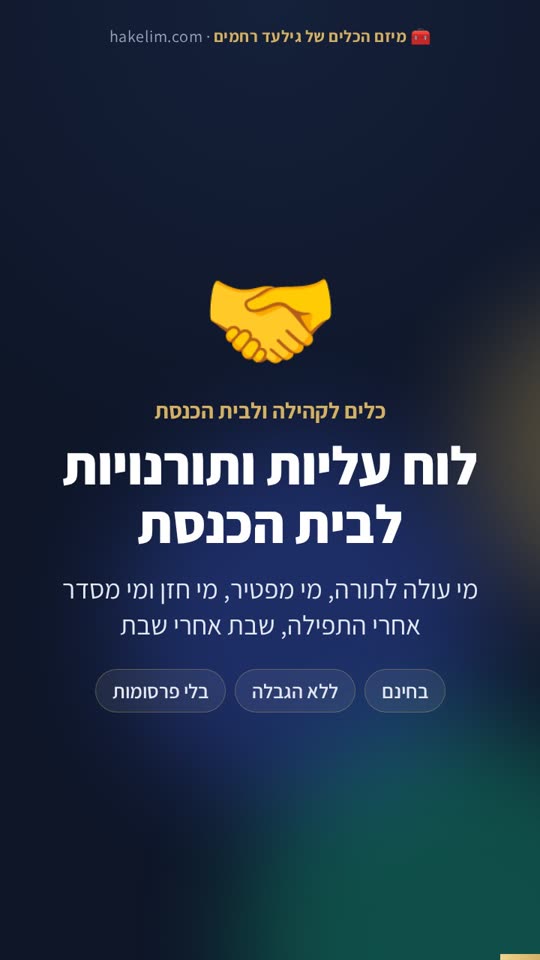 🧰 מיזם הכלים של גילעד רחמים · hakelim.com
כלים לקהילה ולבית הכנסת
לוח עליות ותורנויות
לבית הכנסת
מי עולה לתורה, מי מפטיר, מי חזן ומי מסדר
אחרי התפילה, שבת אחרי שבת
בחינם
ללא הגבלה
בלי פרסומות